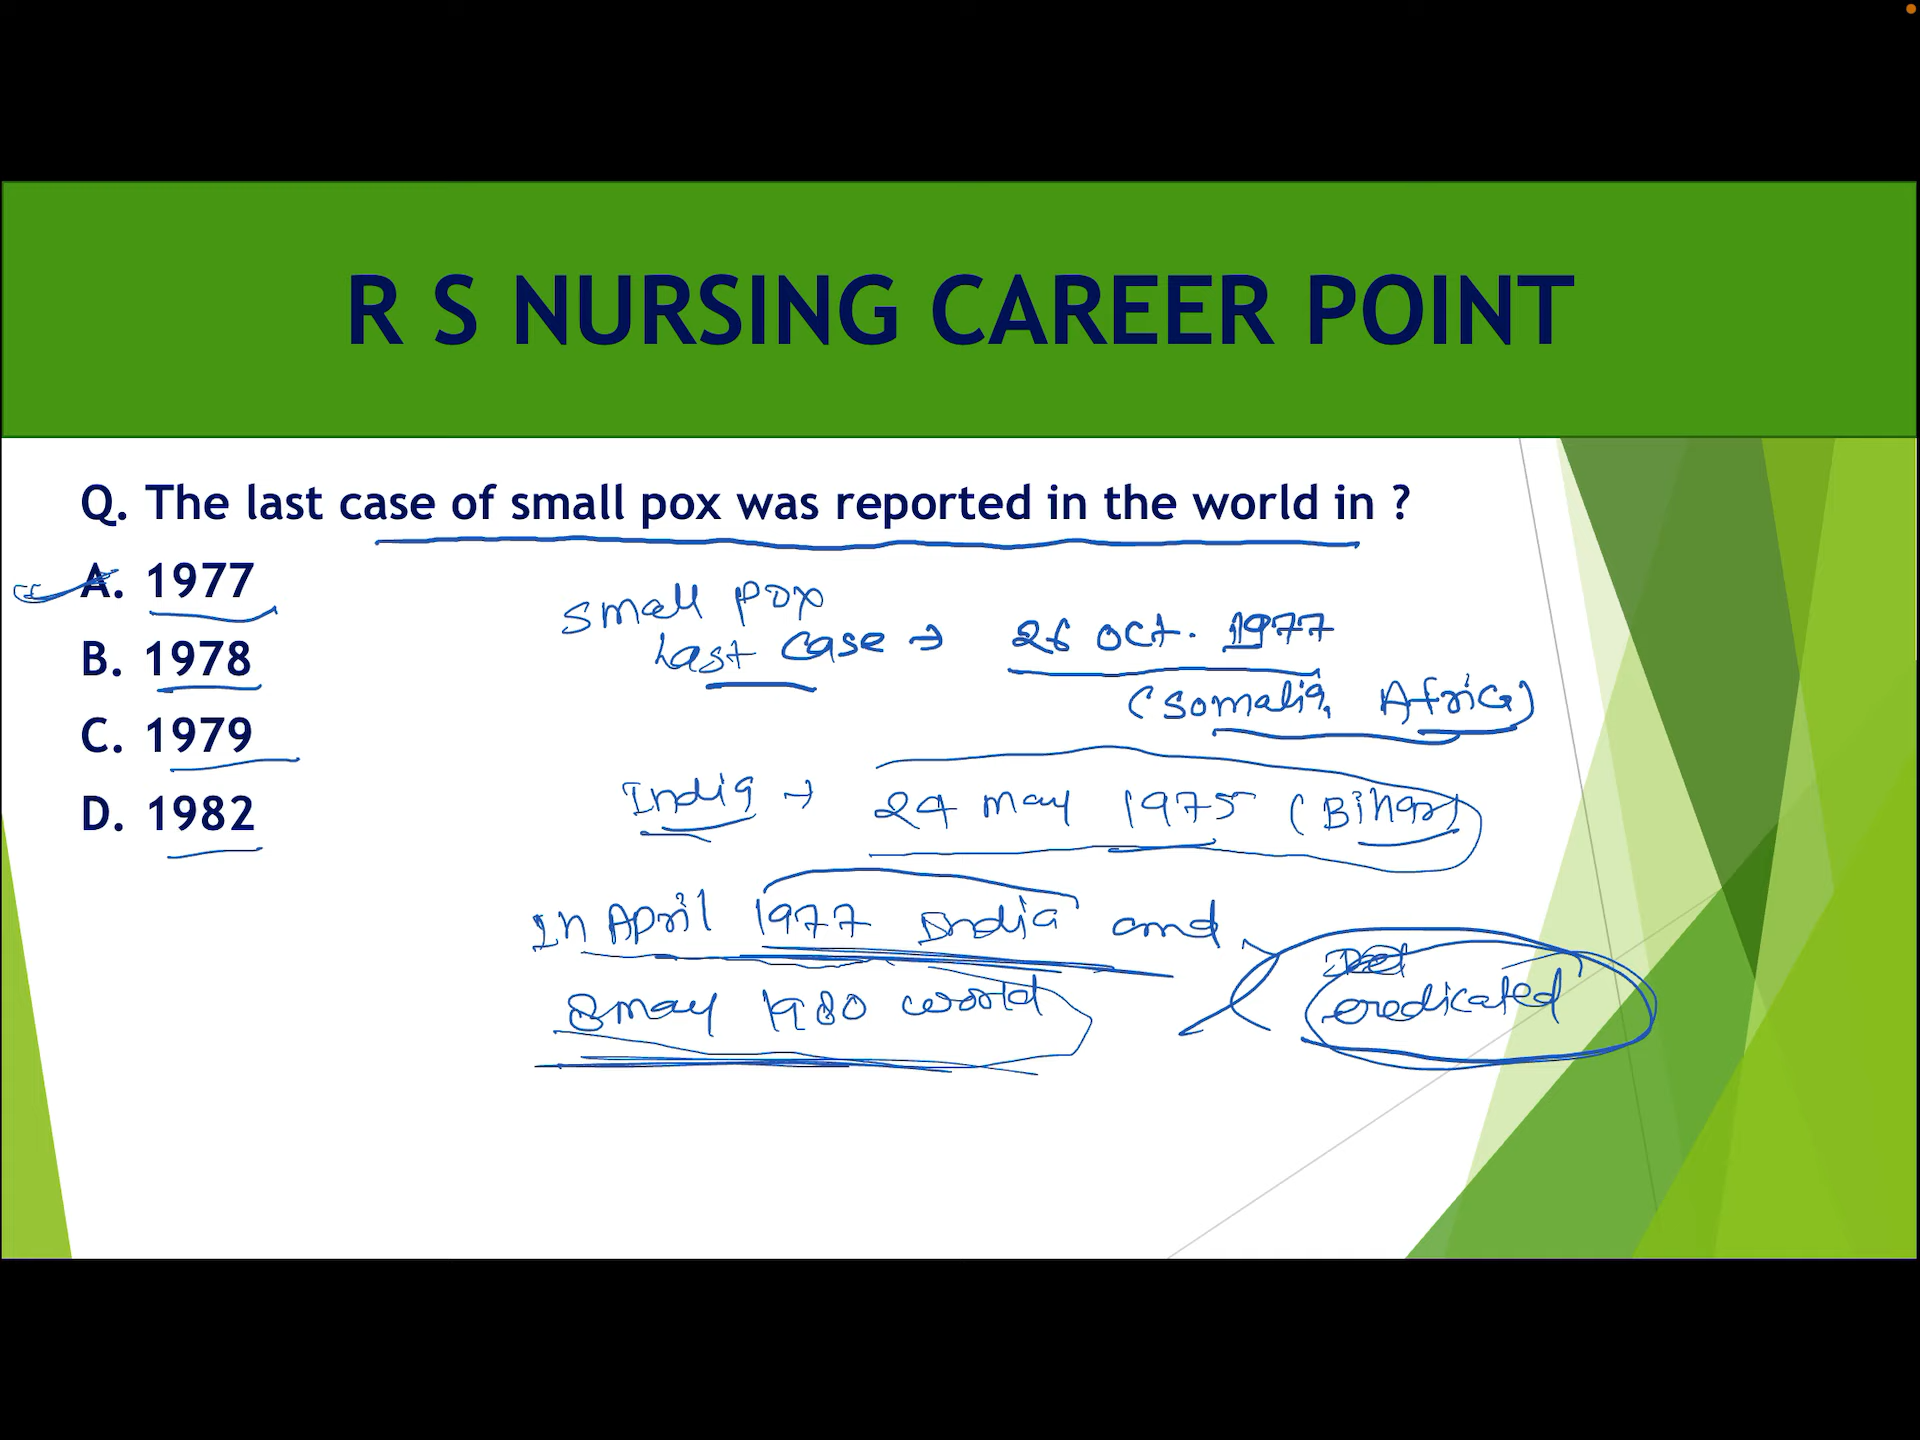 R S NURSING CAREER POINT
Q. The last case of small pox was reported in the world in ?
A. 1977
B. 1978
C. 1979
D. 1982
Small pox
Last case → 26 oct. 1977
(Somalia, Africa)
India → 24 may 1975 (Bihar)
In April 1977 India and
8 may 1980 world
eredicated